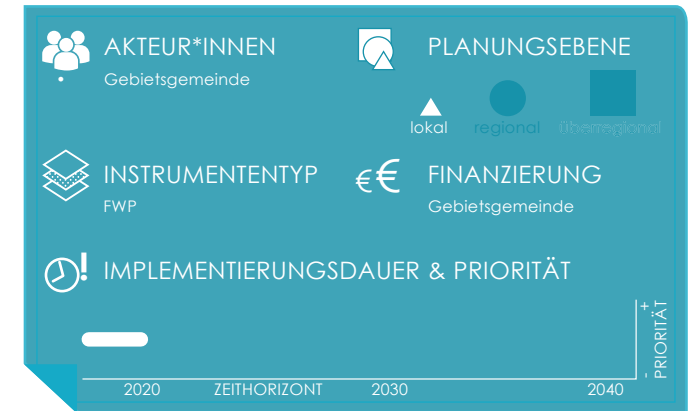 AKTEUR*INNEN
Gebietsgemeinde
PLANUNGSEBENE
lokal regional überregional
INSTRUMENTENTYP
FWP
€€ FINANZIERUNG
Gebietsgemeinde
! IMPLEMENTIERUNGSDAUER & PRIORITÄT
- PRIORITÄT +
2020 ZEITHORIZONT 2030 2040